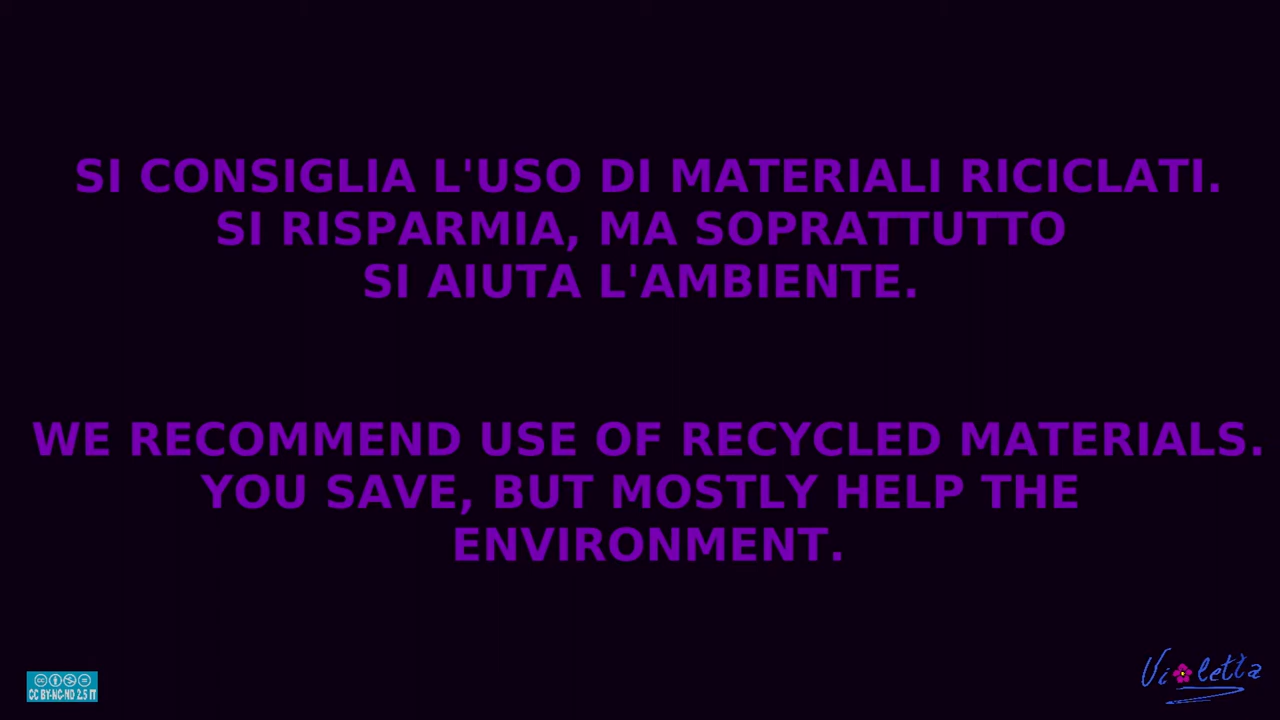 SI CONSIGLIA L'USO DI MATERIALI RICICLATI.
SI RISPARMIA, MA SOPRATTUTTO
SI AIUTA L'AMBIENTE.
WE RECOMMEND USE OF RECYCLED MATERIALS.
YOU SAVE, BUT MOSTLY HELP THE
ENVIRONMENT.
CC BY-NC-ND 2.5 IT
Violetta